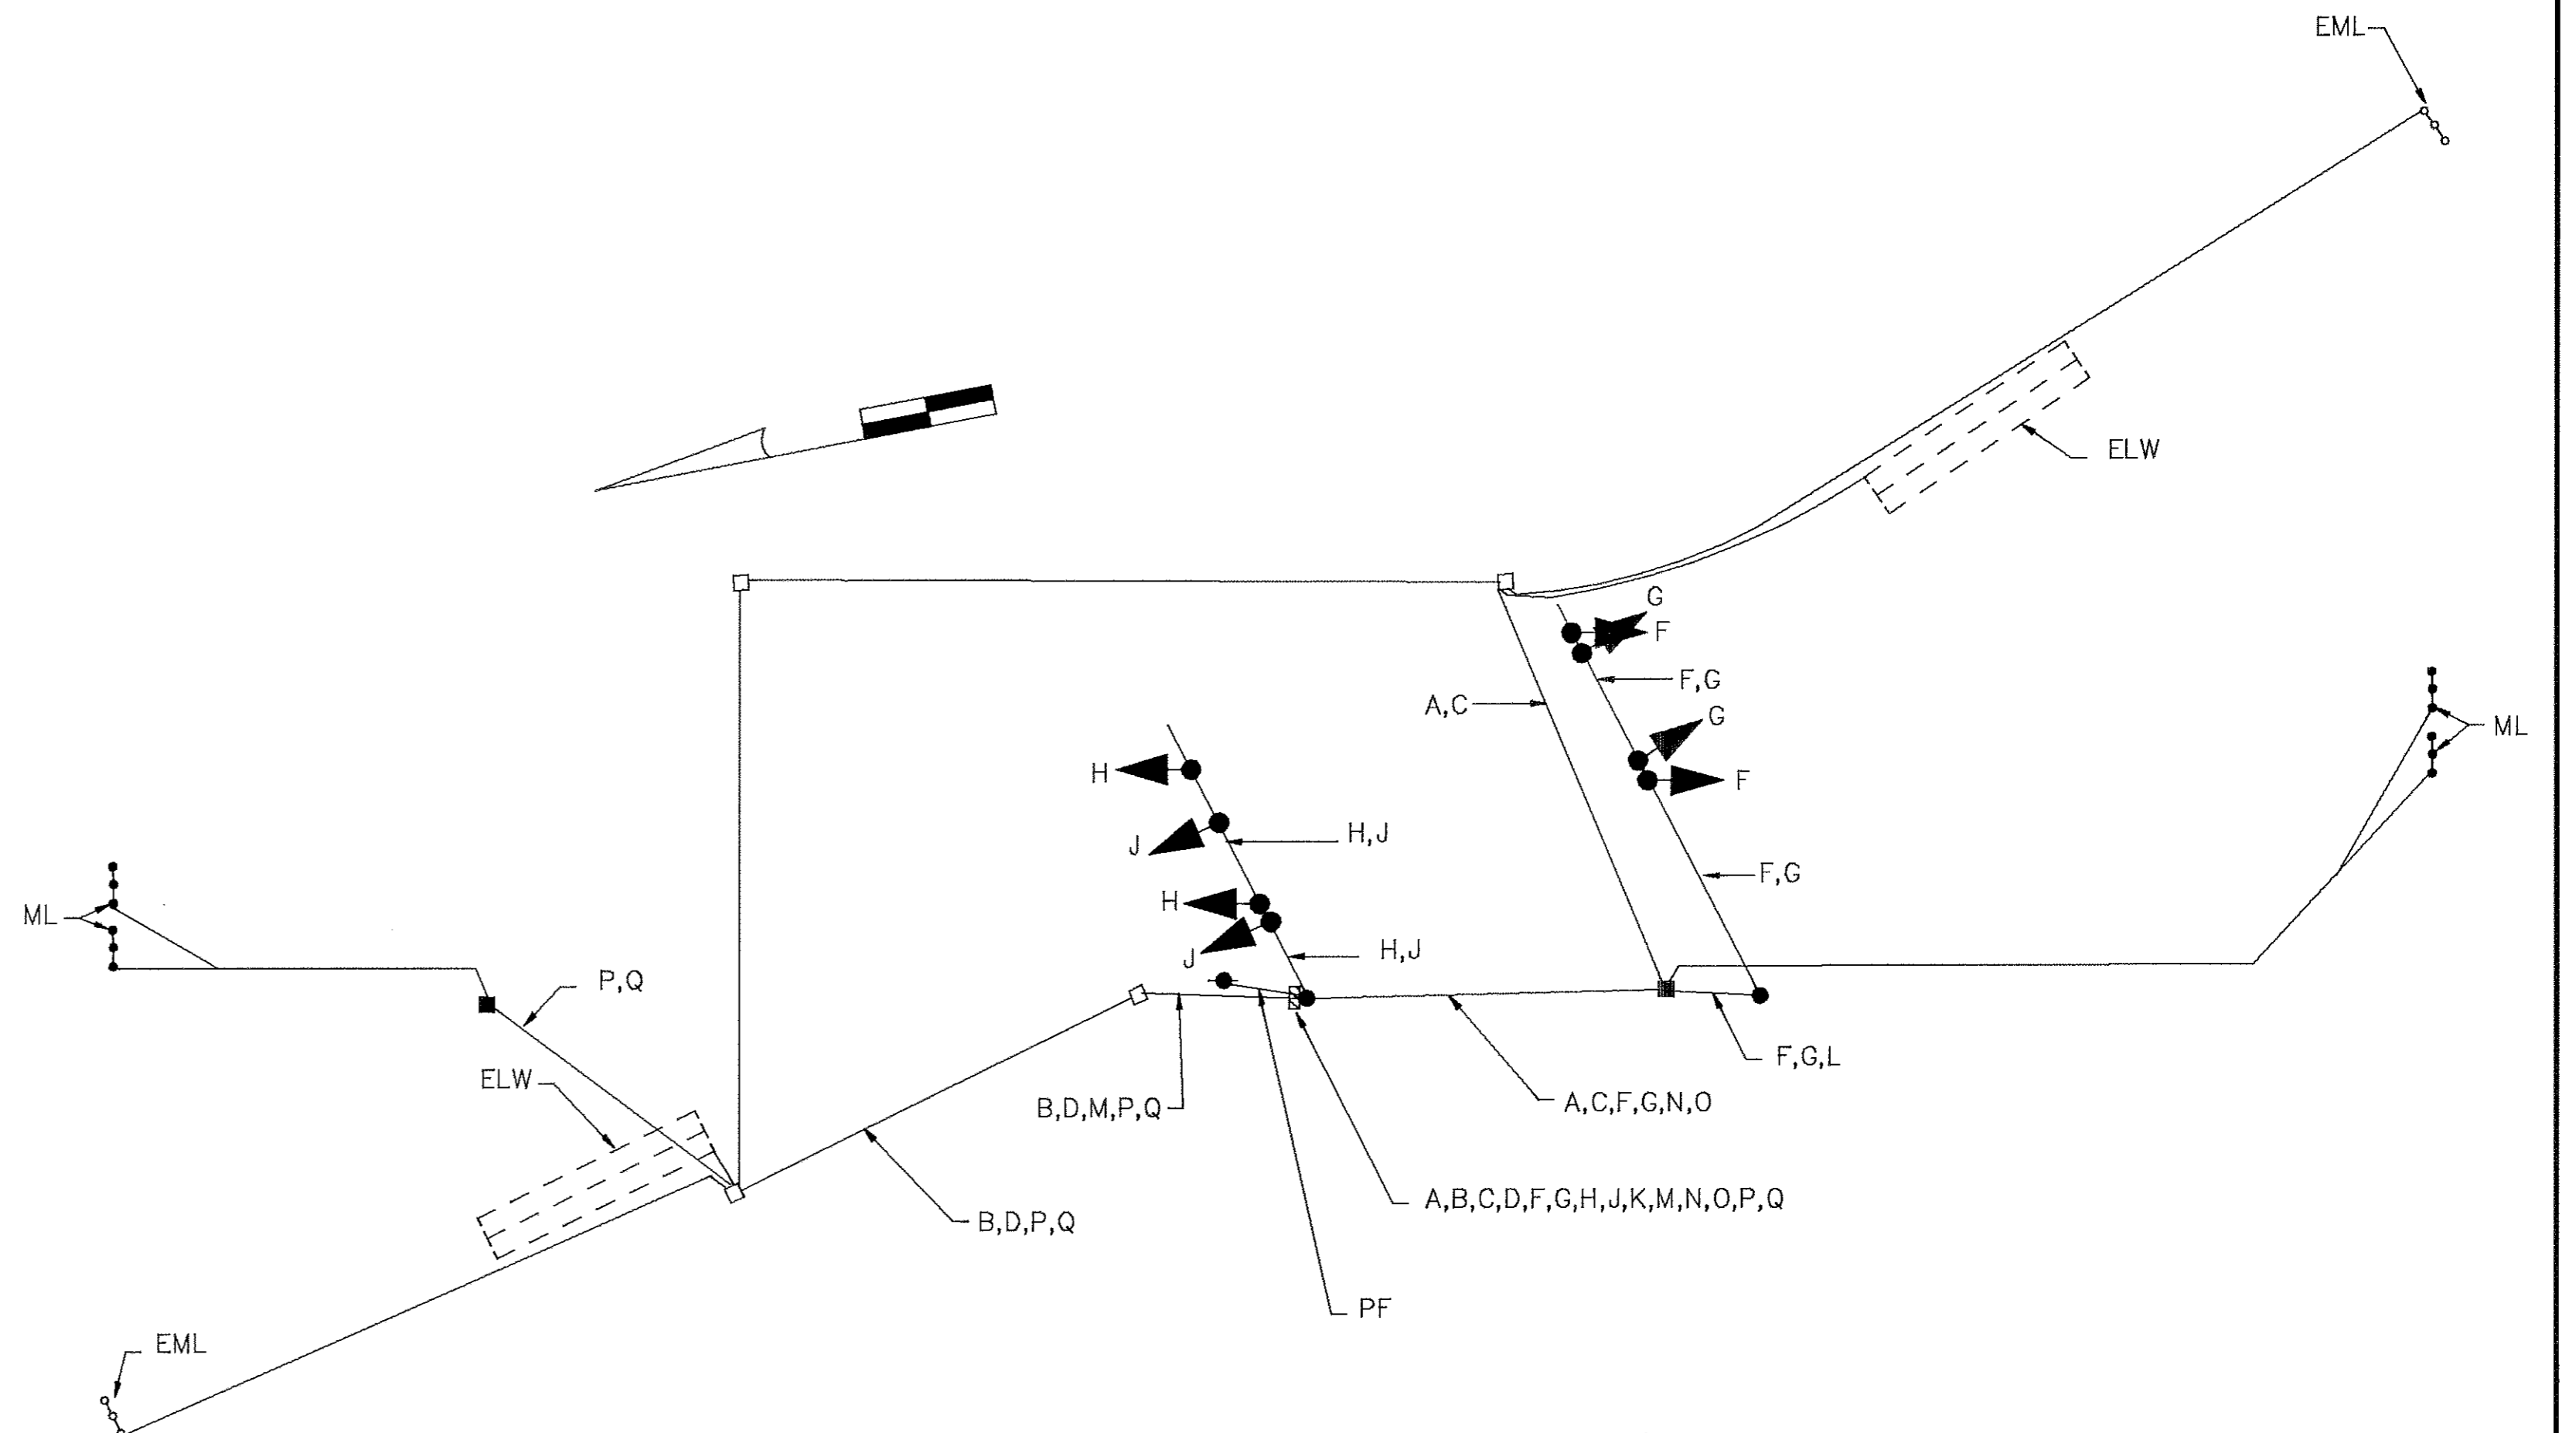 EML
ELW
G
F
F,G
A,C
G
ML
H
F
J
H,J
F,G
H
ML
H,J
J
P,Q
F,G,L
ELW
B,D,M,P,Q
A,C,F,G,N,O
A,B,C,D,F,G,H,J,K,M,N,O,P,Q
B,D,P,Q
PF
EML